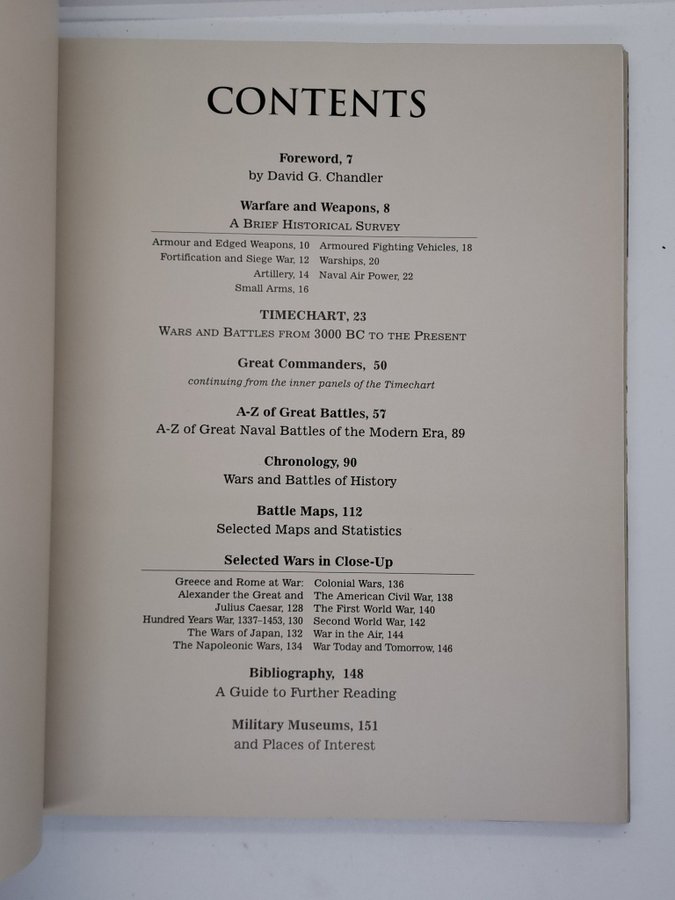 CONTENTS
Foreword, 7
by David G. Chandler
Warfare and Weapons, 8
A BRIEF HISTORICAL SURVEY
Armour and Edged Weapons, 10
Fortification and Siege War, 12
Artillery, 14
Small Arms, 16
Armoured Fighting Vehicles, 18
Warships, 20
Naval Air Power, 22
TIMECHART, 23
WARS AND BATTLES FROM 3000 BC TO THE PRESENT
Great Commanders, 50
continuing from the inner panels of the Timechart
A-Z of Great Battles, 57
A-Z of Great Naval Battles of the Modern Era, 89
Chronology, 90
Wars and Battles of History
Battle Maps, 112
Selected Maps and Statistics
Selected Wars in Close-Up
Greece and Rome at War:
Alexander the Great and
Julius Caesar, 128
Hundred Years War, 1337–1453, 130
The Wars of Japan, 132
The Napoleonic Wars, 134
Colonial Wars, 136
The American Civil War, 138
The First World War, 140
Second World War, 142
War in the Air, 144
War Today and Tomorrow, 146
Bibliography, 148
A Guide to Further Reading
Military Museums, 151
and Places of Interest